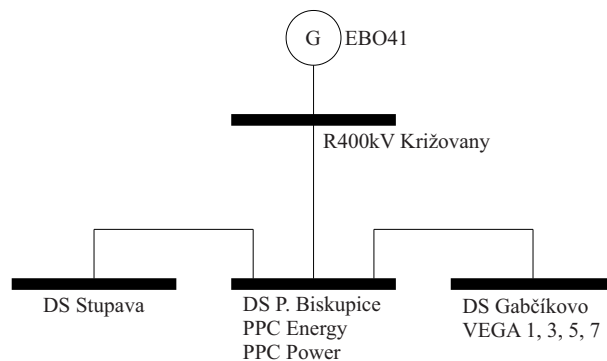 G
EBO41
R400kV Križovany
DS Stupava
DS P. Biskupice
PPC Energy
PPC Power
DS Gabčíkovo
VEGA 1, 3, 5, 7